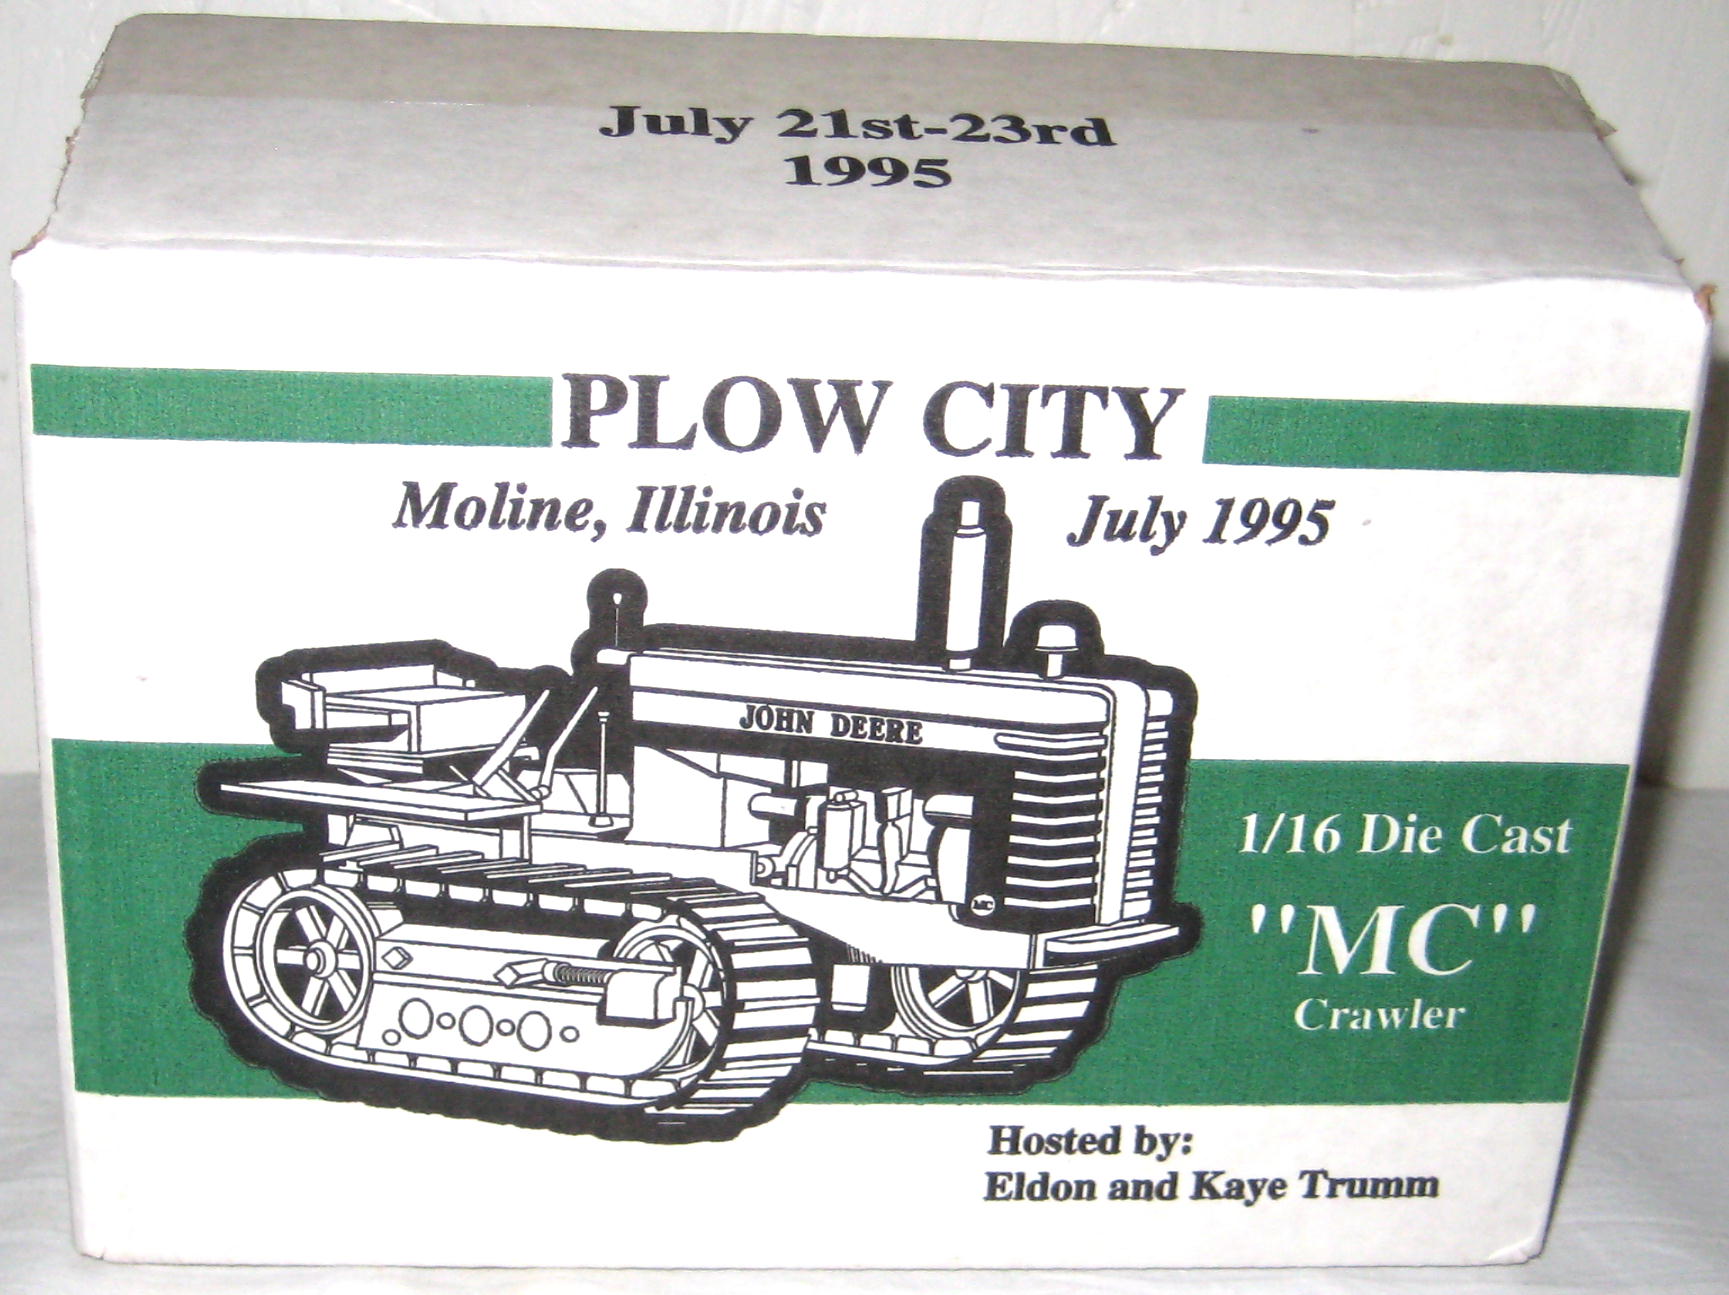 July 21st-23rd
1995
PLOW CITY
Moline, Illinois
July 1995
JOHN DEERE
MC
1/16 Die Cast
"MC"
Crawler
Hosted by:
Eldon and Kaye Trumm